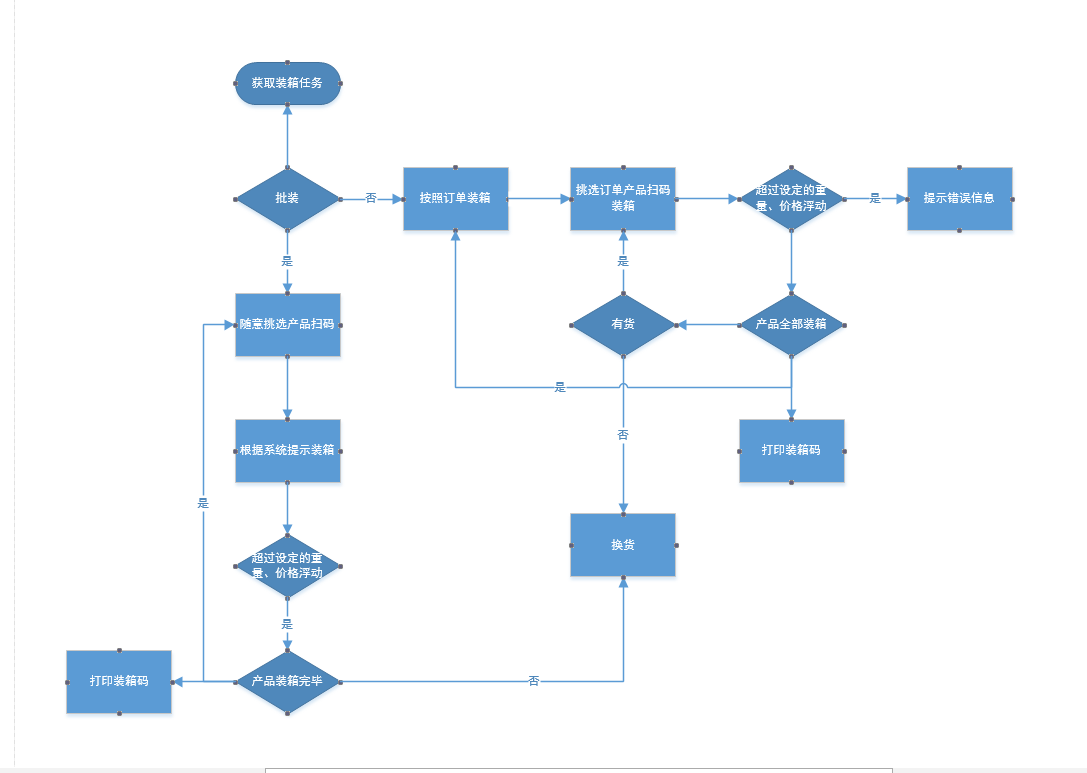 获取装箱任务
批装
否
按照订单装箱
挑选订单产品扫码
装箱
超过设定的重
量、价格浮动
是
提示错误信息
是
是
随意挑选产品扫码
有货
产品全部装箱
是
否
根据系统提示装箱
打印装箱码
是
换货
超过设定的重
量、价格浮动
是
打印装箱码
产品装箱完毕
否